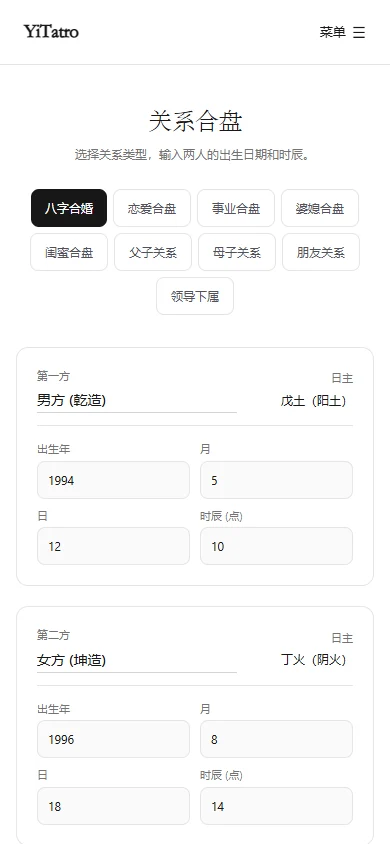 YiTatro
菜单 ☰
关系合盘
选择关系类型，输入两人的出生日期和时辰。
八字合婚 恋爱合盘 事业合盘 婆媳合盘
闺蜜合盘 父子关系 母子关系 朋友关系
领导下属
第一方
日主
男方 (乾造)
戊土（阳土）
出生年 月
1994 5
日 时辰 (点)
12 10
第二方
日主
女方 (坤造)
丁火（阴火）
出生年 月
1996 8
日 时辰 (点)
18 14